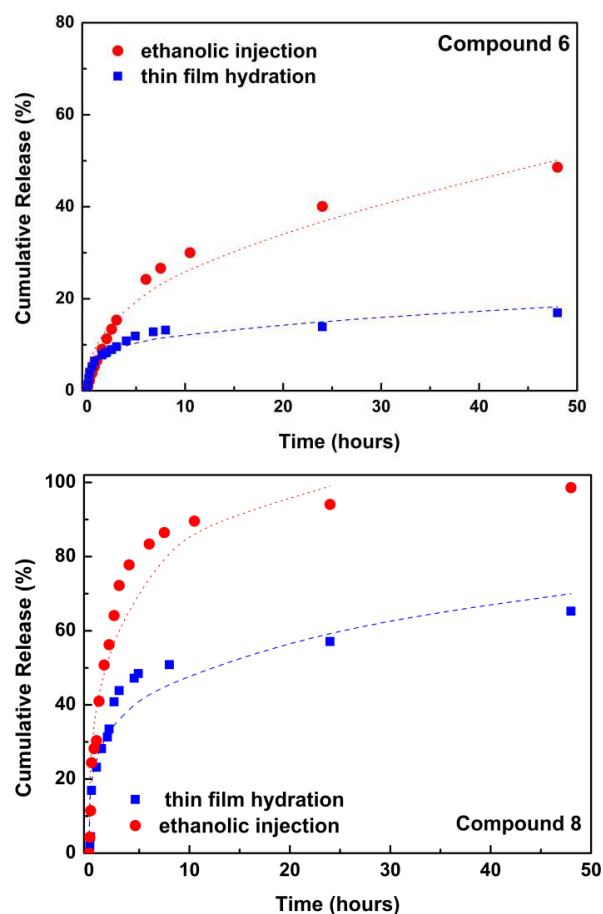 80
60
40
20
0
Cumulative Release (%)
ethanolic injection
thin film hydration
Compound 6
0 10 20 30 40 50
Time (hours)
100
80
60
40
20
0
Cumulative Release (%)
thin film hydration
ethanolic injection
Compound 8
0 10 20 30 40 50
Time (hours)